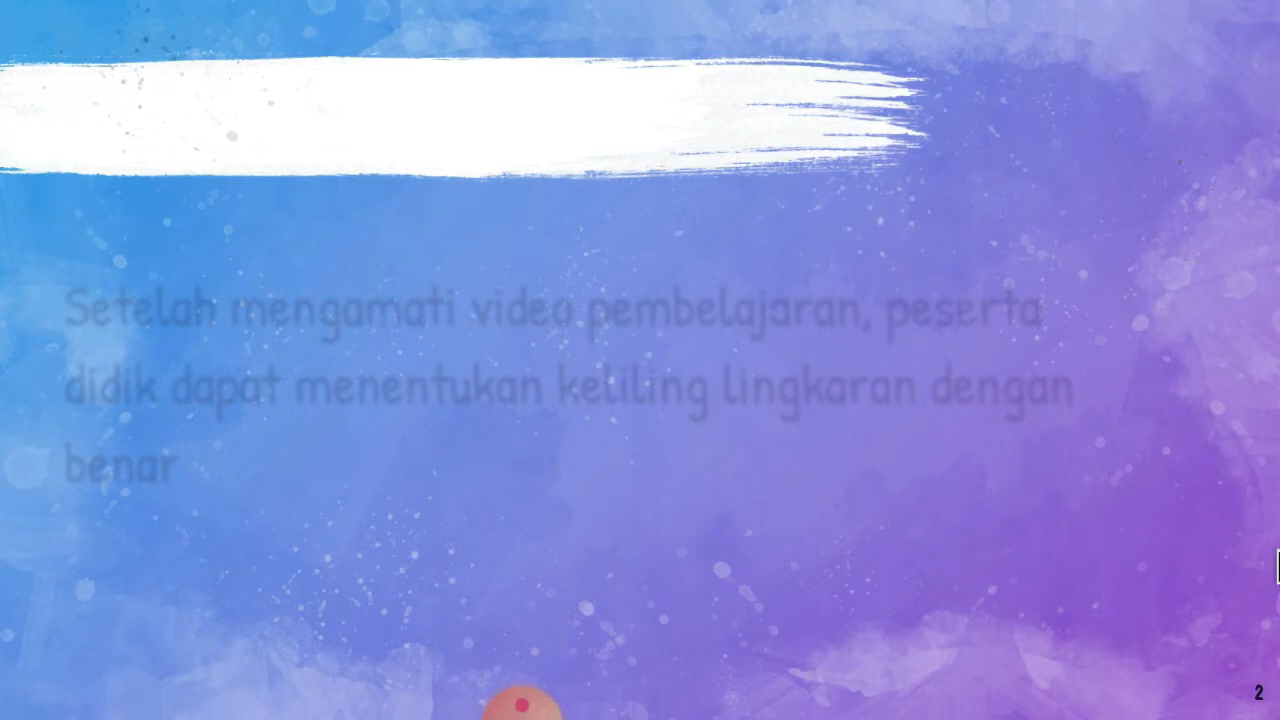 Setelah mengamati video pembelajaran, peserta
didik dapat menentukan keliling lingkaran dengan
benar
2